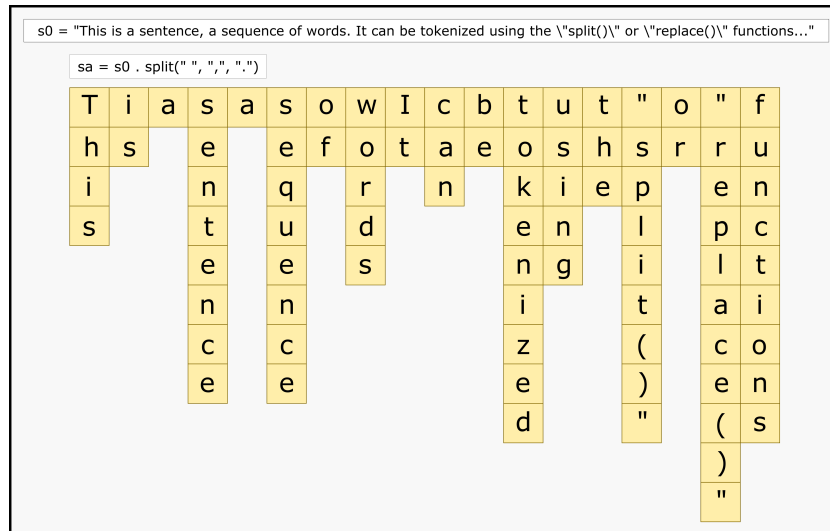 s0 = "This is a sentence, a sequence of words. It can be tokenized using the \"split()\" or \"replace()\" functions..."
sa = s0 . split(" ", ",", ".")
T i a s a s o w I c b t u t " o " f
h s e e f o t a e o s h s r r u
i n q r n k i e p e n
s t u d e n l p c
e e s n g i l t
n n i t a i
c c z ( c o
e e e ) e n
d " ( s
)
"